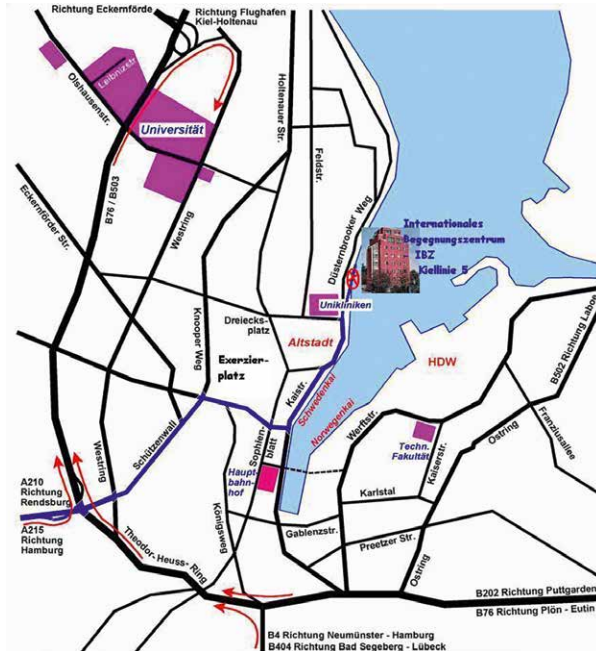 Richtung Eckernförde
Richtung Flughafen
Kiel-Holtenau
Olshausenstr.
Leibnizstr
Universität
Holtenauer Str.
Feldstr.
Düsternbrooker Weg
B76 / B503
Westring
Eckernförder Str.
Internationales
Begegnungszentrum
IBZ
Kiellinie 5
Unikliniken
Dreiecks-
platz
Altstadt
Knooper Weg
Exerzier-
platz
HDW
B502 Richtung Laboe
Kaistr.
Schwedenkai
Norwegenkai
Werftstr.
Ostring
Franziusallee
Techn.
Fakultät
Kaiserstr.
Schützenwall
Westring
Sophien-
blatt
Haupt
bahn-
hof
A210
Richtung
Rendsburg
A215
Richtung
Hamburg
Karlstal
Königsweg
Gablenzstr.
Preetzer Str.
Theodor-Heuss-Ring
Ostring
B202 Richtung Puttgarden
B76 Richtung Plön - Eutin
B4 Richtung Neumünster - Hamburg
B404 Richtung Bad Segeberg - Lübeck